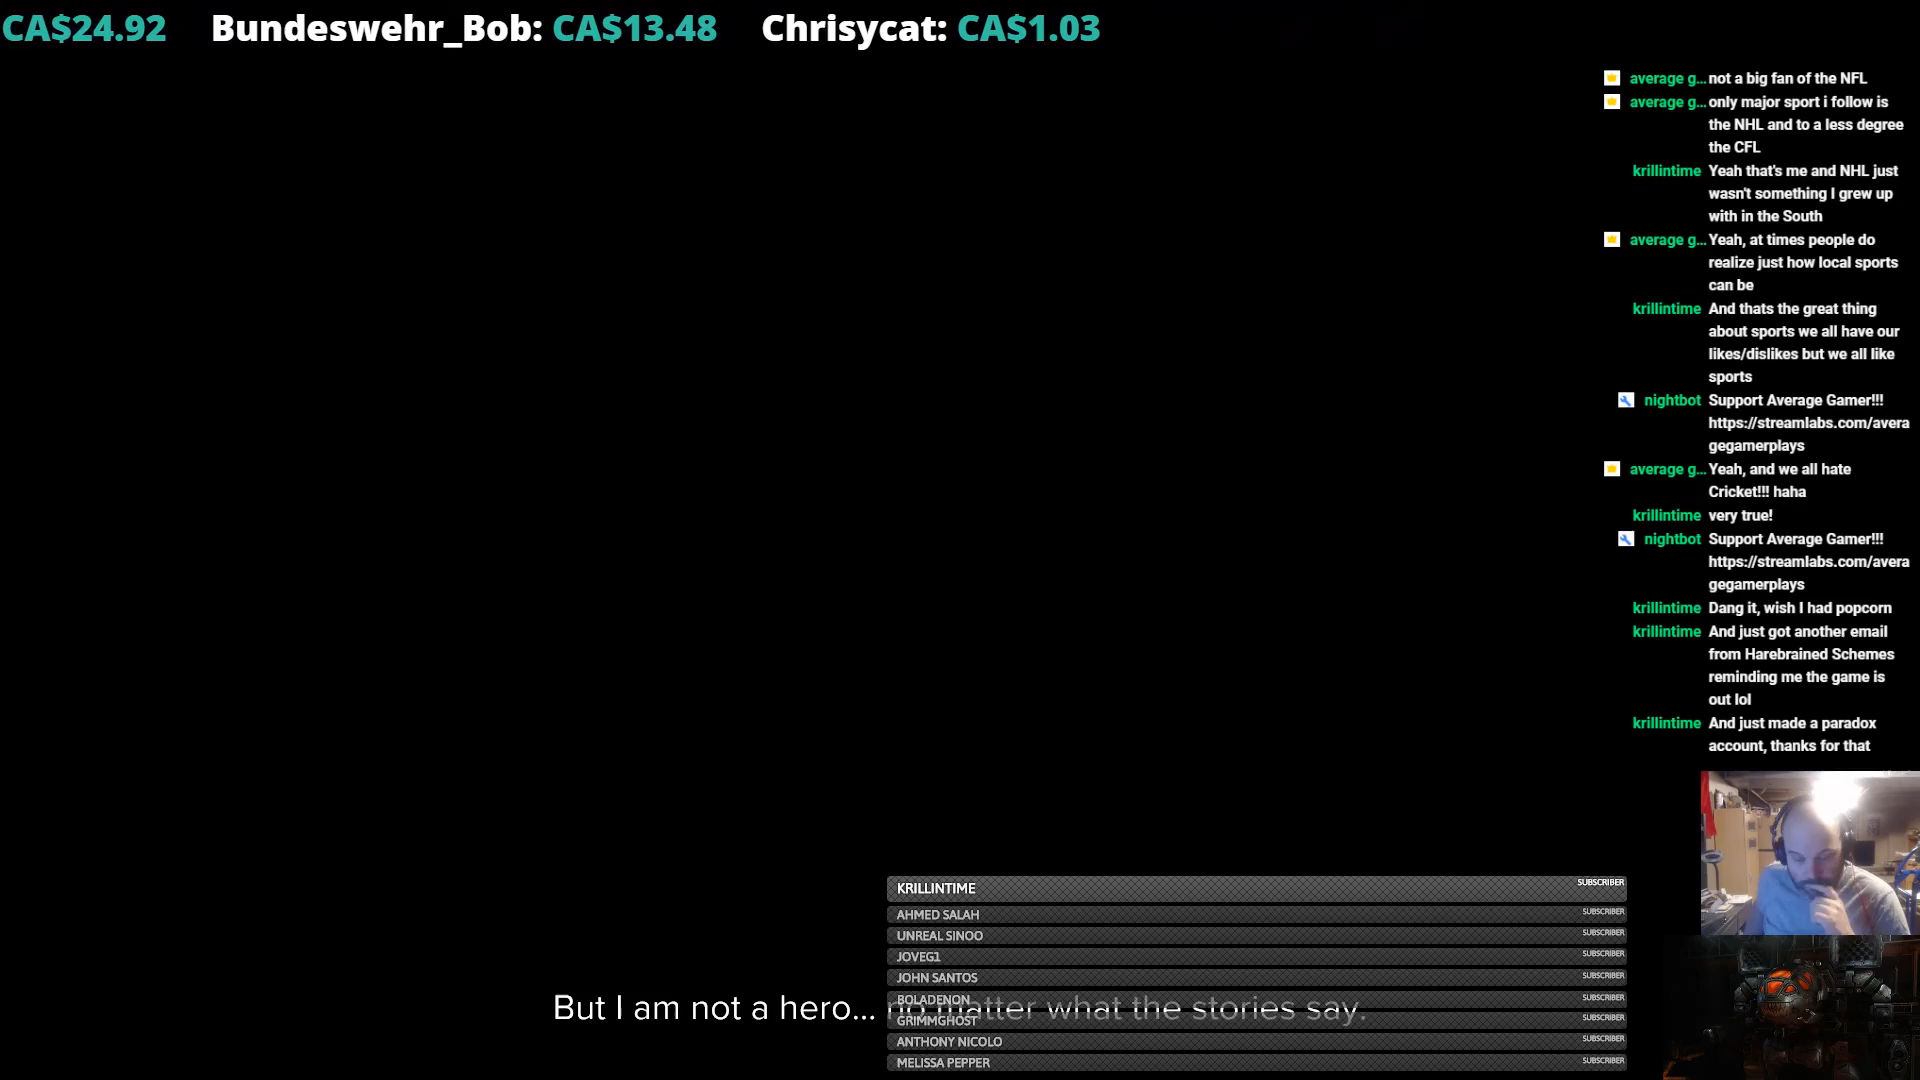 CA$24.92 Bundeswehr_Bob: CA$13.48 Chrisycat: CA$1.03
average g... not a big fan of the NFL
average g... only major sport i follow is
the NHL and to a less degree
the CFL
krillintime Yeah that's me and NHL just
wasn't something I grew up
with in the South
average g... Yeah, at times people do
realize just how local sports
can be
krillintime And thats the great thing
about sports we all have our
likes/dislikes but we all like
sports
nightbot Support Average Gamer!!!
https://streamlabs.com/avera
gegamerplays
average g... Yeah, and we all hate
Cricket!!! haha
krillintime very true!
nightbot Support Average Gamer!!!
https://streamlabs.com/avera
gegamerplays
krillintime Dang it, wish I had popcorn
krillintime And just got another email
from Harebrained Schemes
reminding me the game is
out lol
krillintime And just made a paradox
account, thanks for that
KRILLINTIME SUBSCRIBER
AHMED SALAH SUBSCRIBER
UNREAL SINOO SUBSCRIBER
JOVEG1 SUBSCRIBER
JOHN SANTOS SUBSCRIBER
BOLADENON SUBSCRIBER
But I am not a hero... no matter what the stories say.
GRIMMGHOST SUBSCRIBER
ANTHONY NICOLO SUBSCRIBER
MELISSA PEPPER SUBSCRIBER